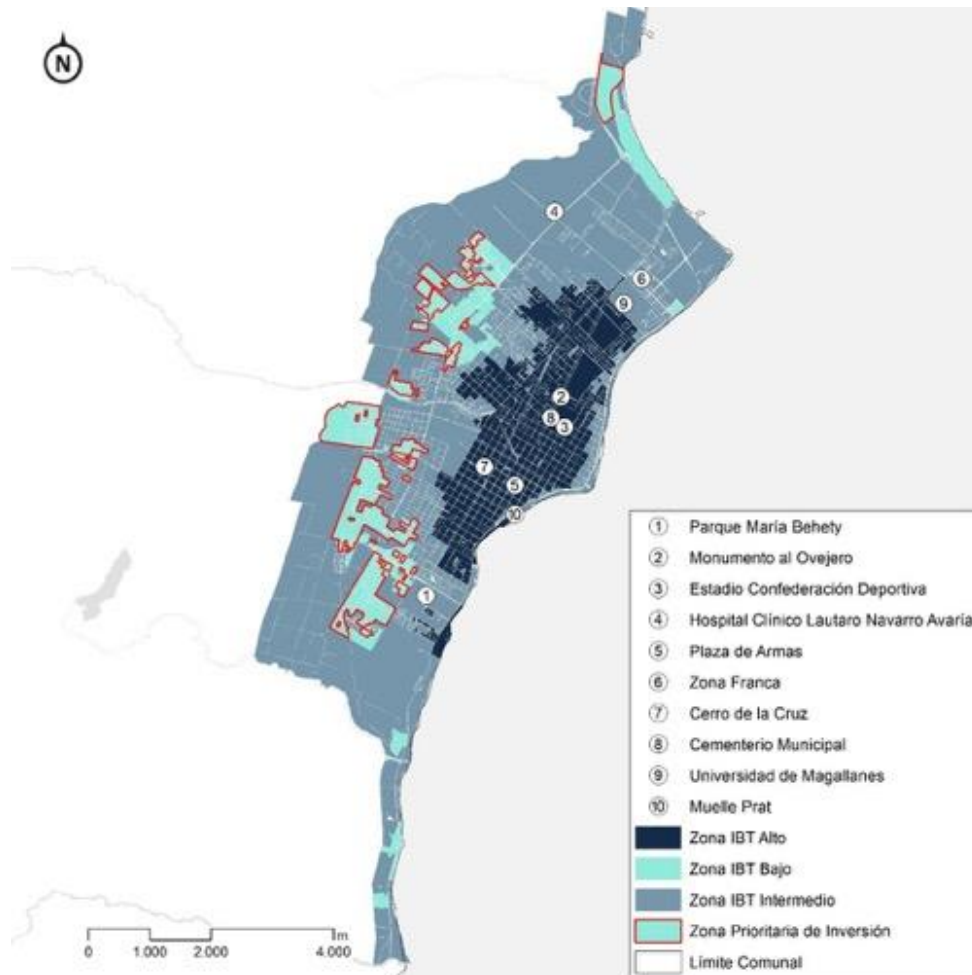 N
4
6
9
2
8
3
7
5
10
1
1 Parque María Behety
2 Monumento al Ovejero
3 Estadio Confederación Deportiva
4 Hospital Clínico Lautaro Navarro Avaría
5 Plaza de Armas
6 Zona Franca
7 Cerro de la Cruz
8 Cementerio Municipal
9 Universidad de Magallanes
10 Muelle Prat
Zona IBT Alto
Zona IBT Bajo
Zona IBT Intermedio
Zona Prioritaria de Inversión
Límite Comunal
m
0 1.000 2.000 4.000